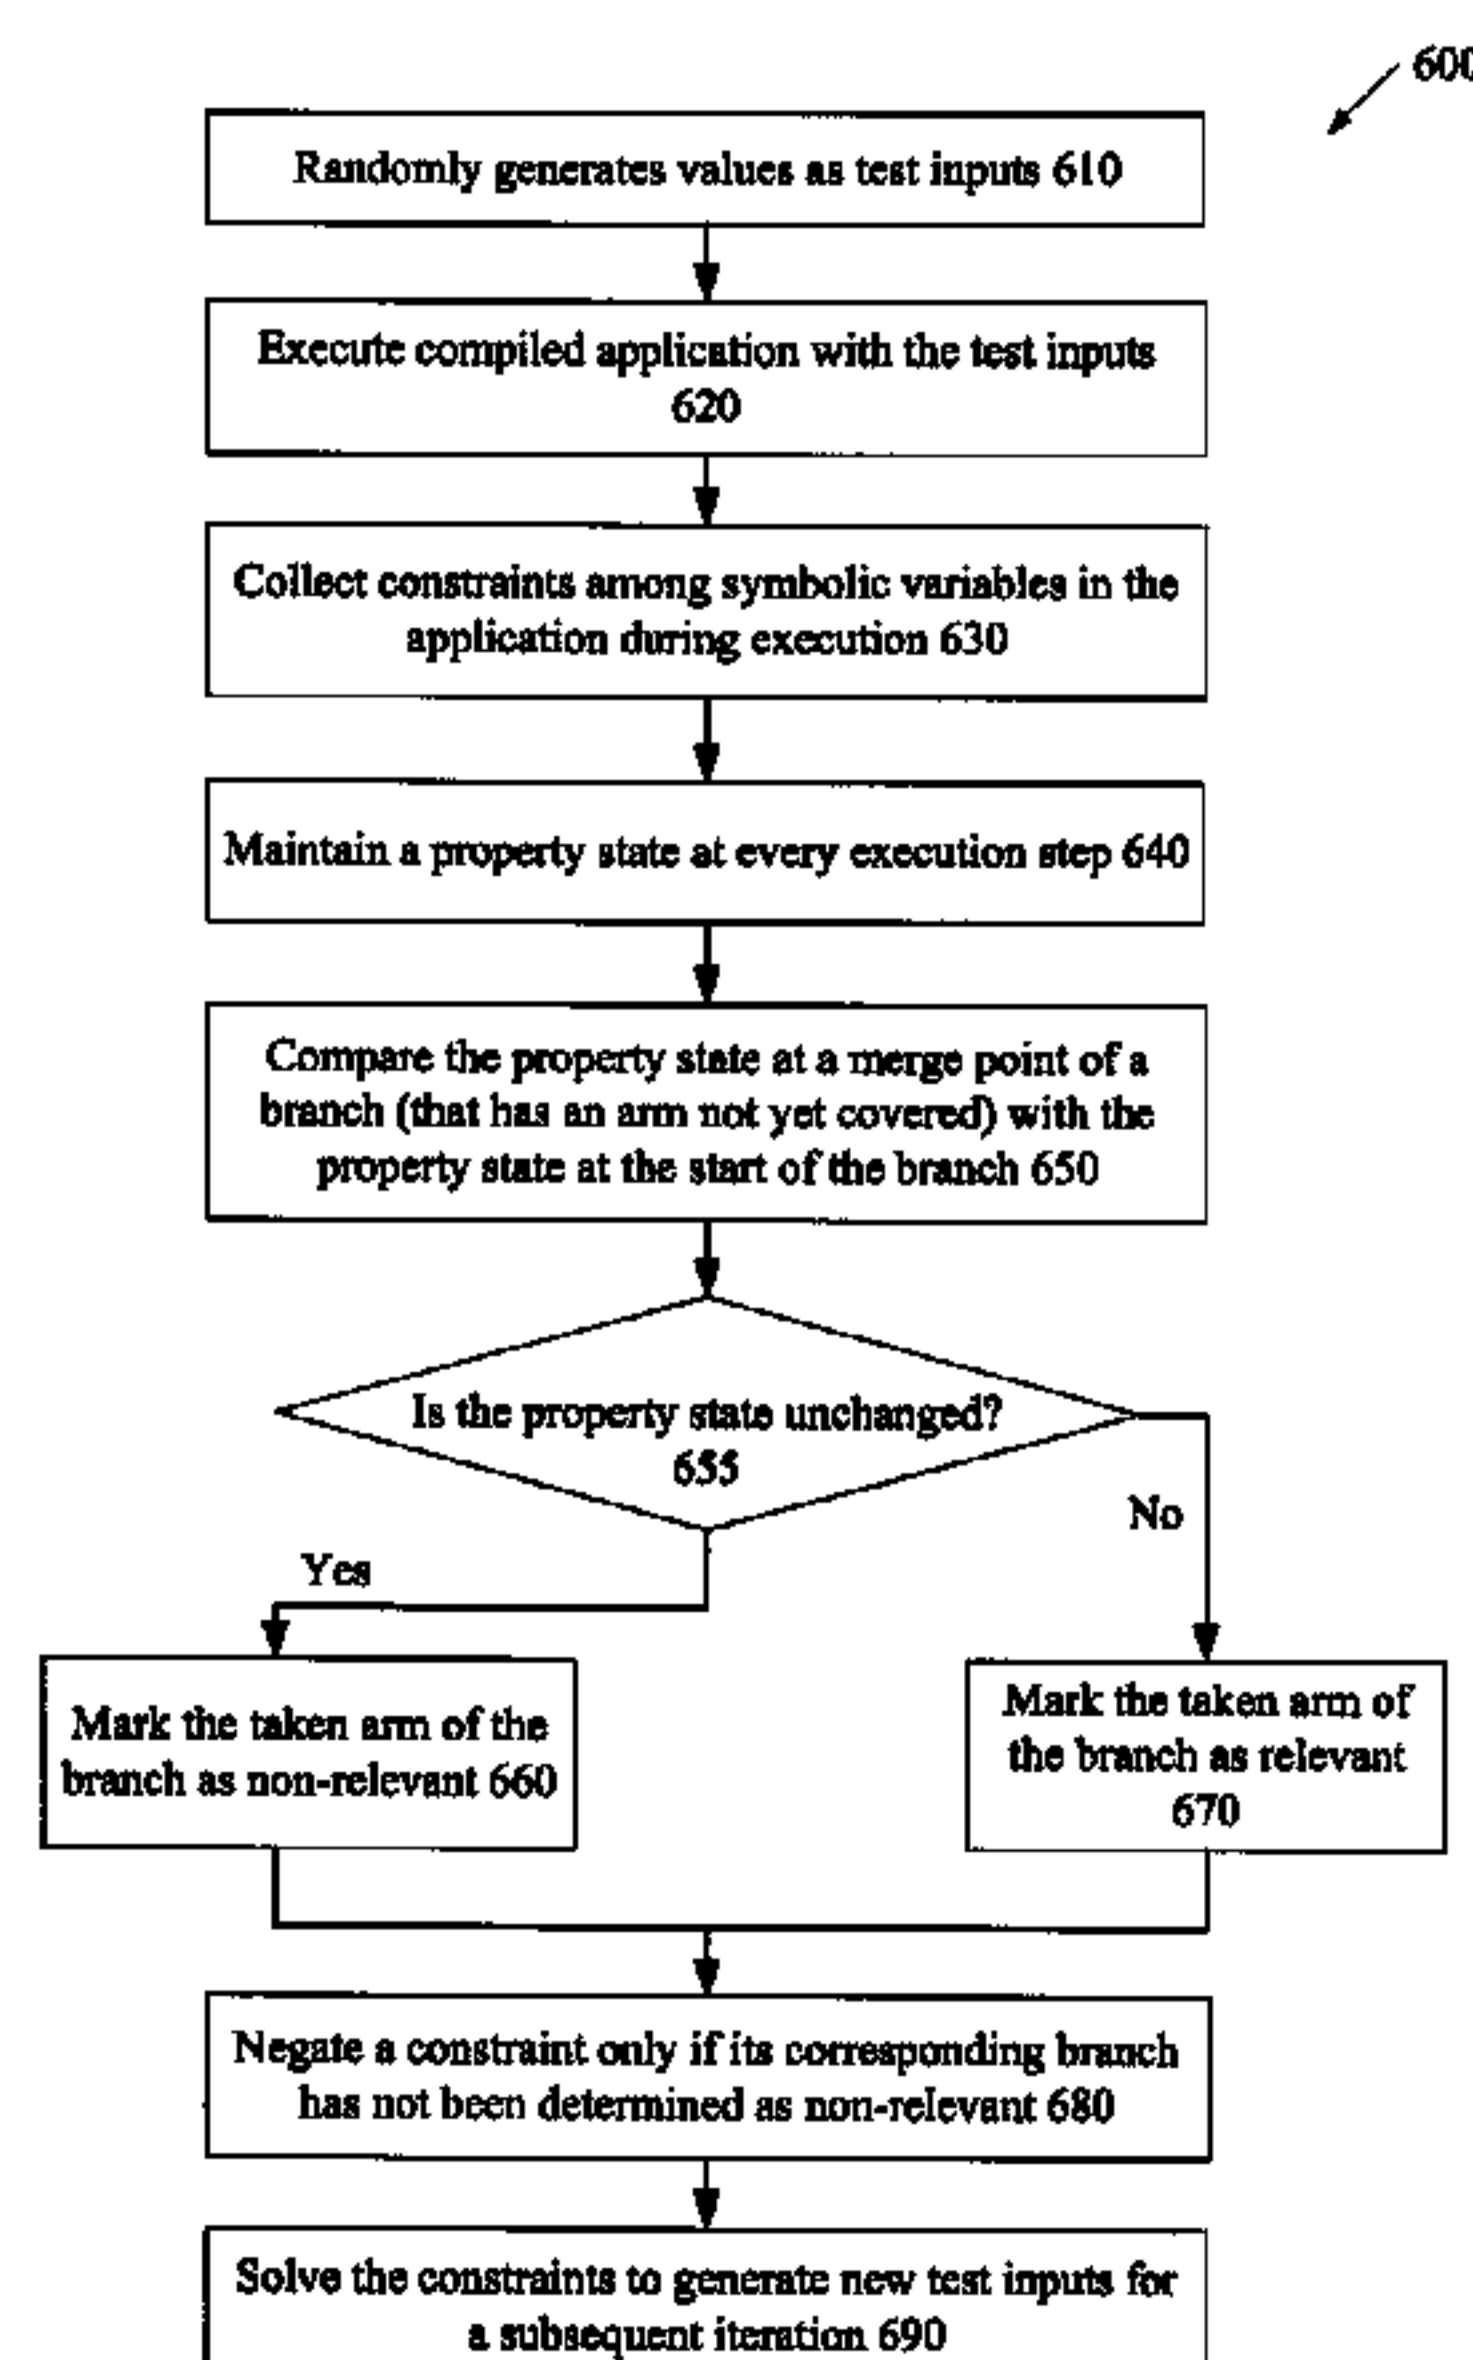 600
Randomly generates values as test inputs 610
Execute compiled application with the test inputs
620
Collect constraints among symbolic variables in the
application during execution 630
Maintain a property state at every execution step 640
Compare the property state at a merge point of a
branch (that has an arm not yet covered) with the
property state at the start of the branch 650
Is the property state unchanged?
655
No
Yes
Mark the taken arm of the
branch as non-relevant 660
Mark the taken arm of
the branch as relevant
670
Negate a constraint only if its corresponding branch
has not been determined as non-relevant 680
Solve the constraints to generate new test inputs for
a subsequent iteration 690